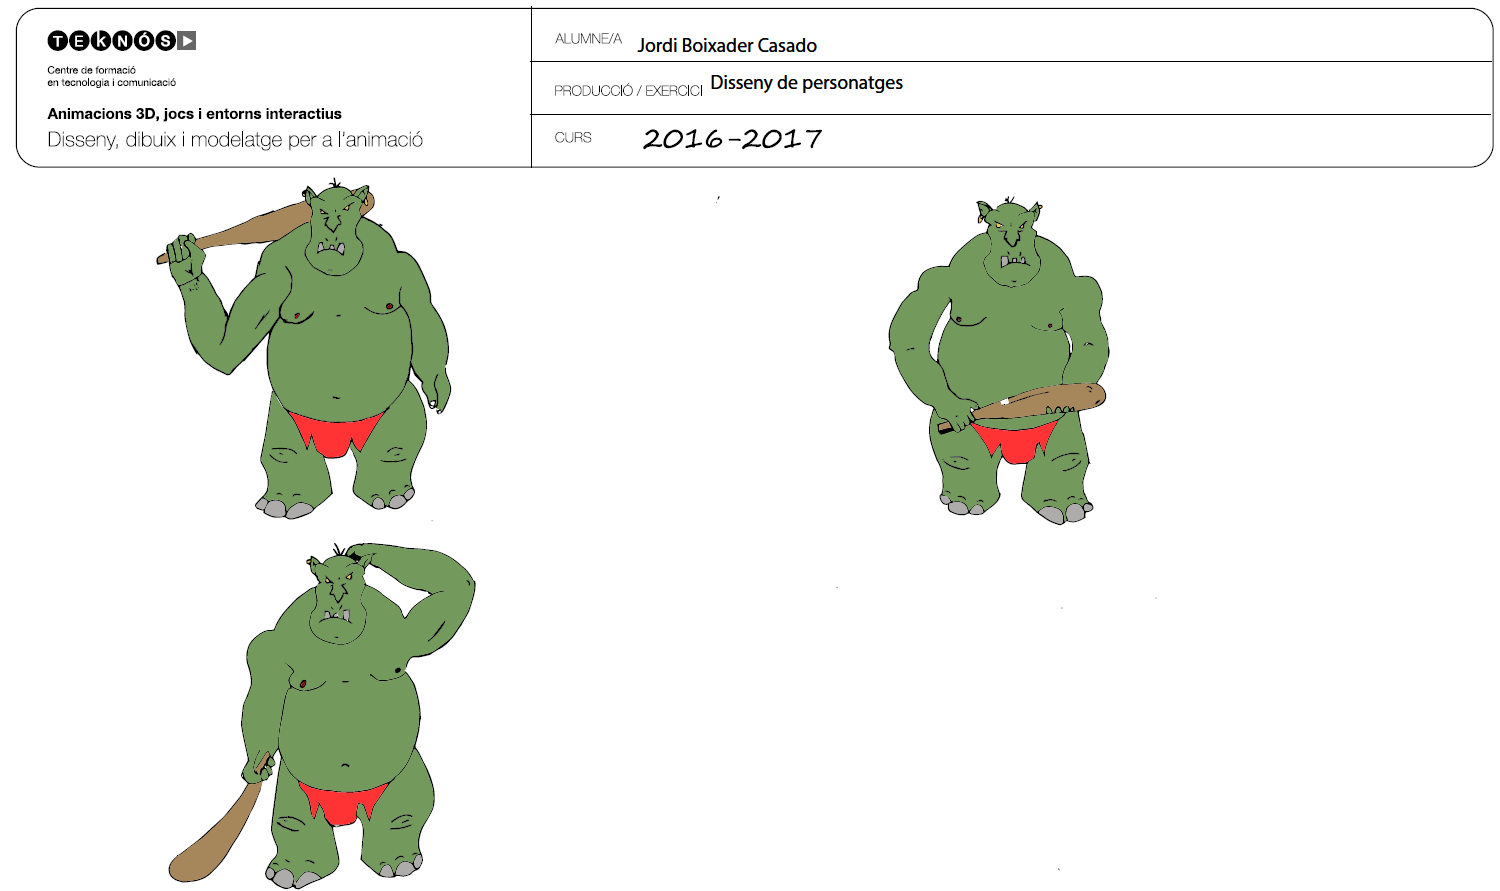 TEKNÓS
Centre de formació
en tecnologia i comunicació
Animacions 3D, jocs i entorns interactius
Disseny, dibuix i modelatge per a l'animació
ALUMNE/A Jordi Boixader Casado
PRODUCCIÓ / EXERCICI Disseny de personatges
CURS 2016-2017